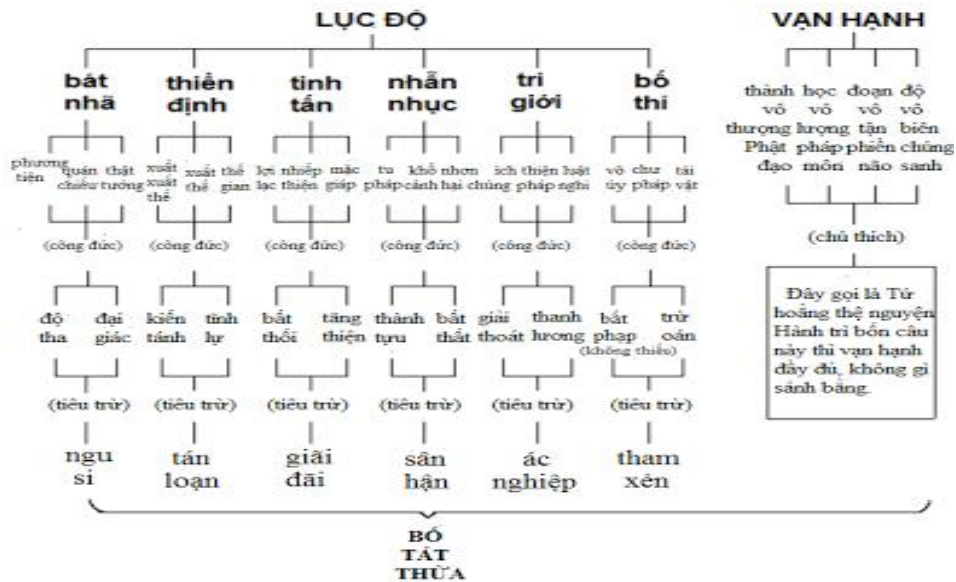 LỤC ĐỘ VẠN HẠNH
bát nhã
thiền định
tinh tấn
nhẫn nhục
trì giới
bố thí
thành vô thượng Phật đạo
học vô lượng pháp môn
đoạn vô tận phiền não
độ vô biên chúng sanh
phương tiện
quán chiếu
thật tướng
xuất xuất thế
xuất thế
thế gian
lợi lạc
nhiếp thiện
mặc giáp
tu pháp
khổ cảnh
nhơn hại
ích chúng
thiện pháp
luật nghi
vô úy
chư pháp
tài vật
(công đức) (công đức) (công đức) (công đức) (công đức) (công đức)
(chú thích)
độ tha
đại giác
kiến tánh
tĩnh lự
bất thối
tăng thiện
thành tựu
bất thất
giải thoát
thanh lương
bất phạp
(không thiếu)
trừ oán
Đây gọi là Tứ
hoằng thệ nguyện
Hành trì bốn câu
này thì vạn hạnh
đầy đủ, không gì
sánh bằng.
(tiêu trừ) (tiêu trừ) (tiêu trừ) (tiêu trừ) (tiêu trừ) (tiêu trừ)
ngu si
tán loạn
giãi đãi
sân hận
ác nghiệp
tham xẻn
BỒ
TÁT
THỪA